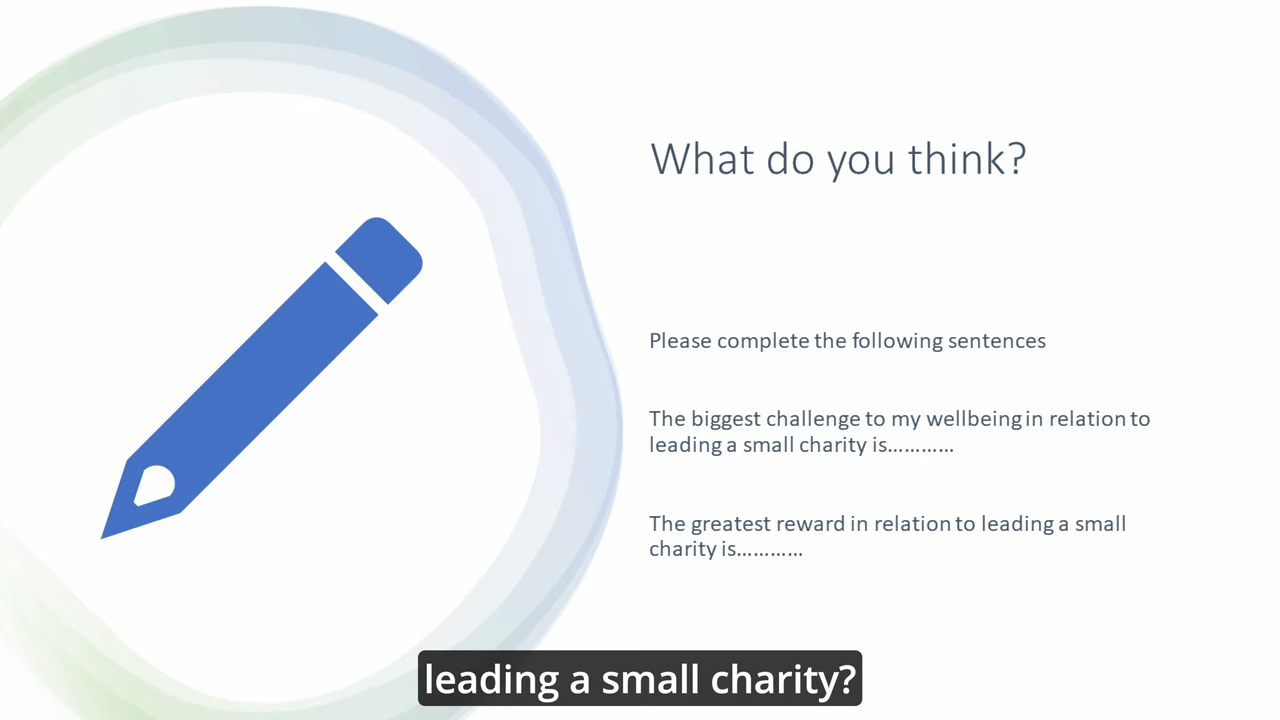 What do you think?
Please complete the following sentences
The biggest challenge to my wellbeing in relation to
leading a small charity is…………
The greatest reward in relation to leading a small
charity is…………
leading a small charity?